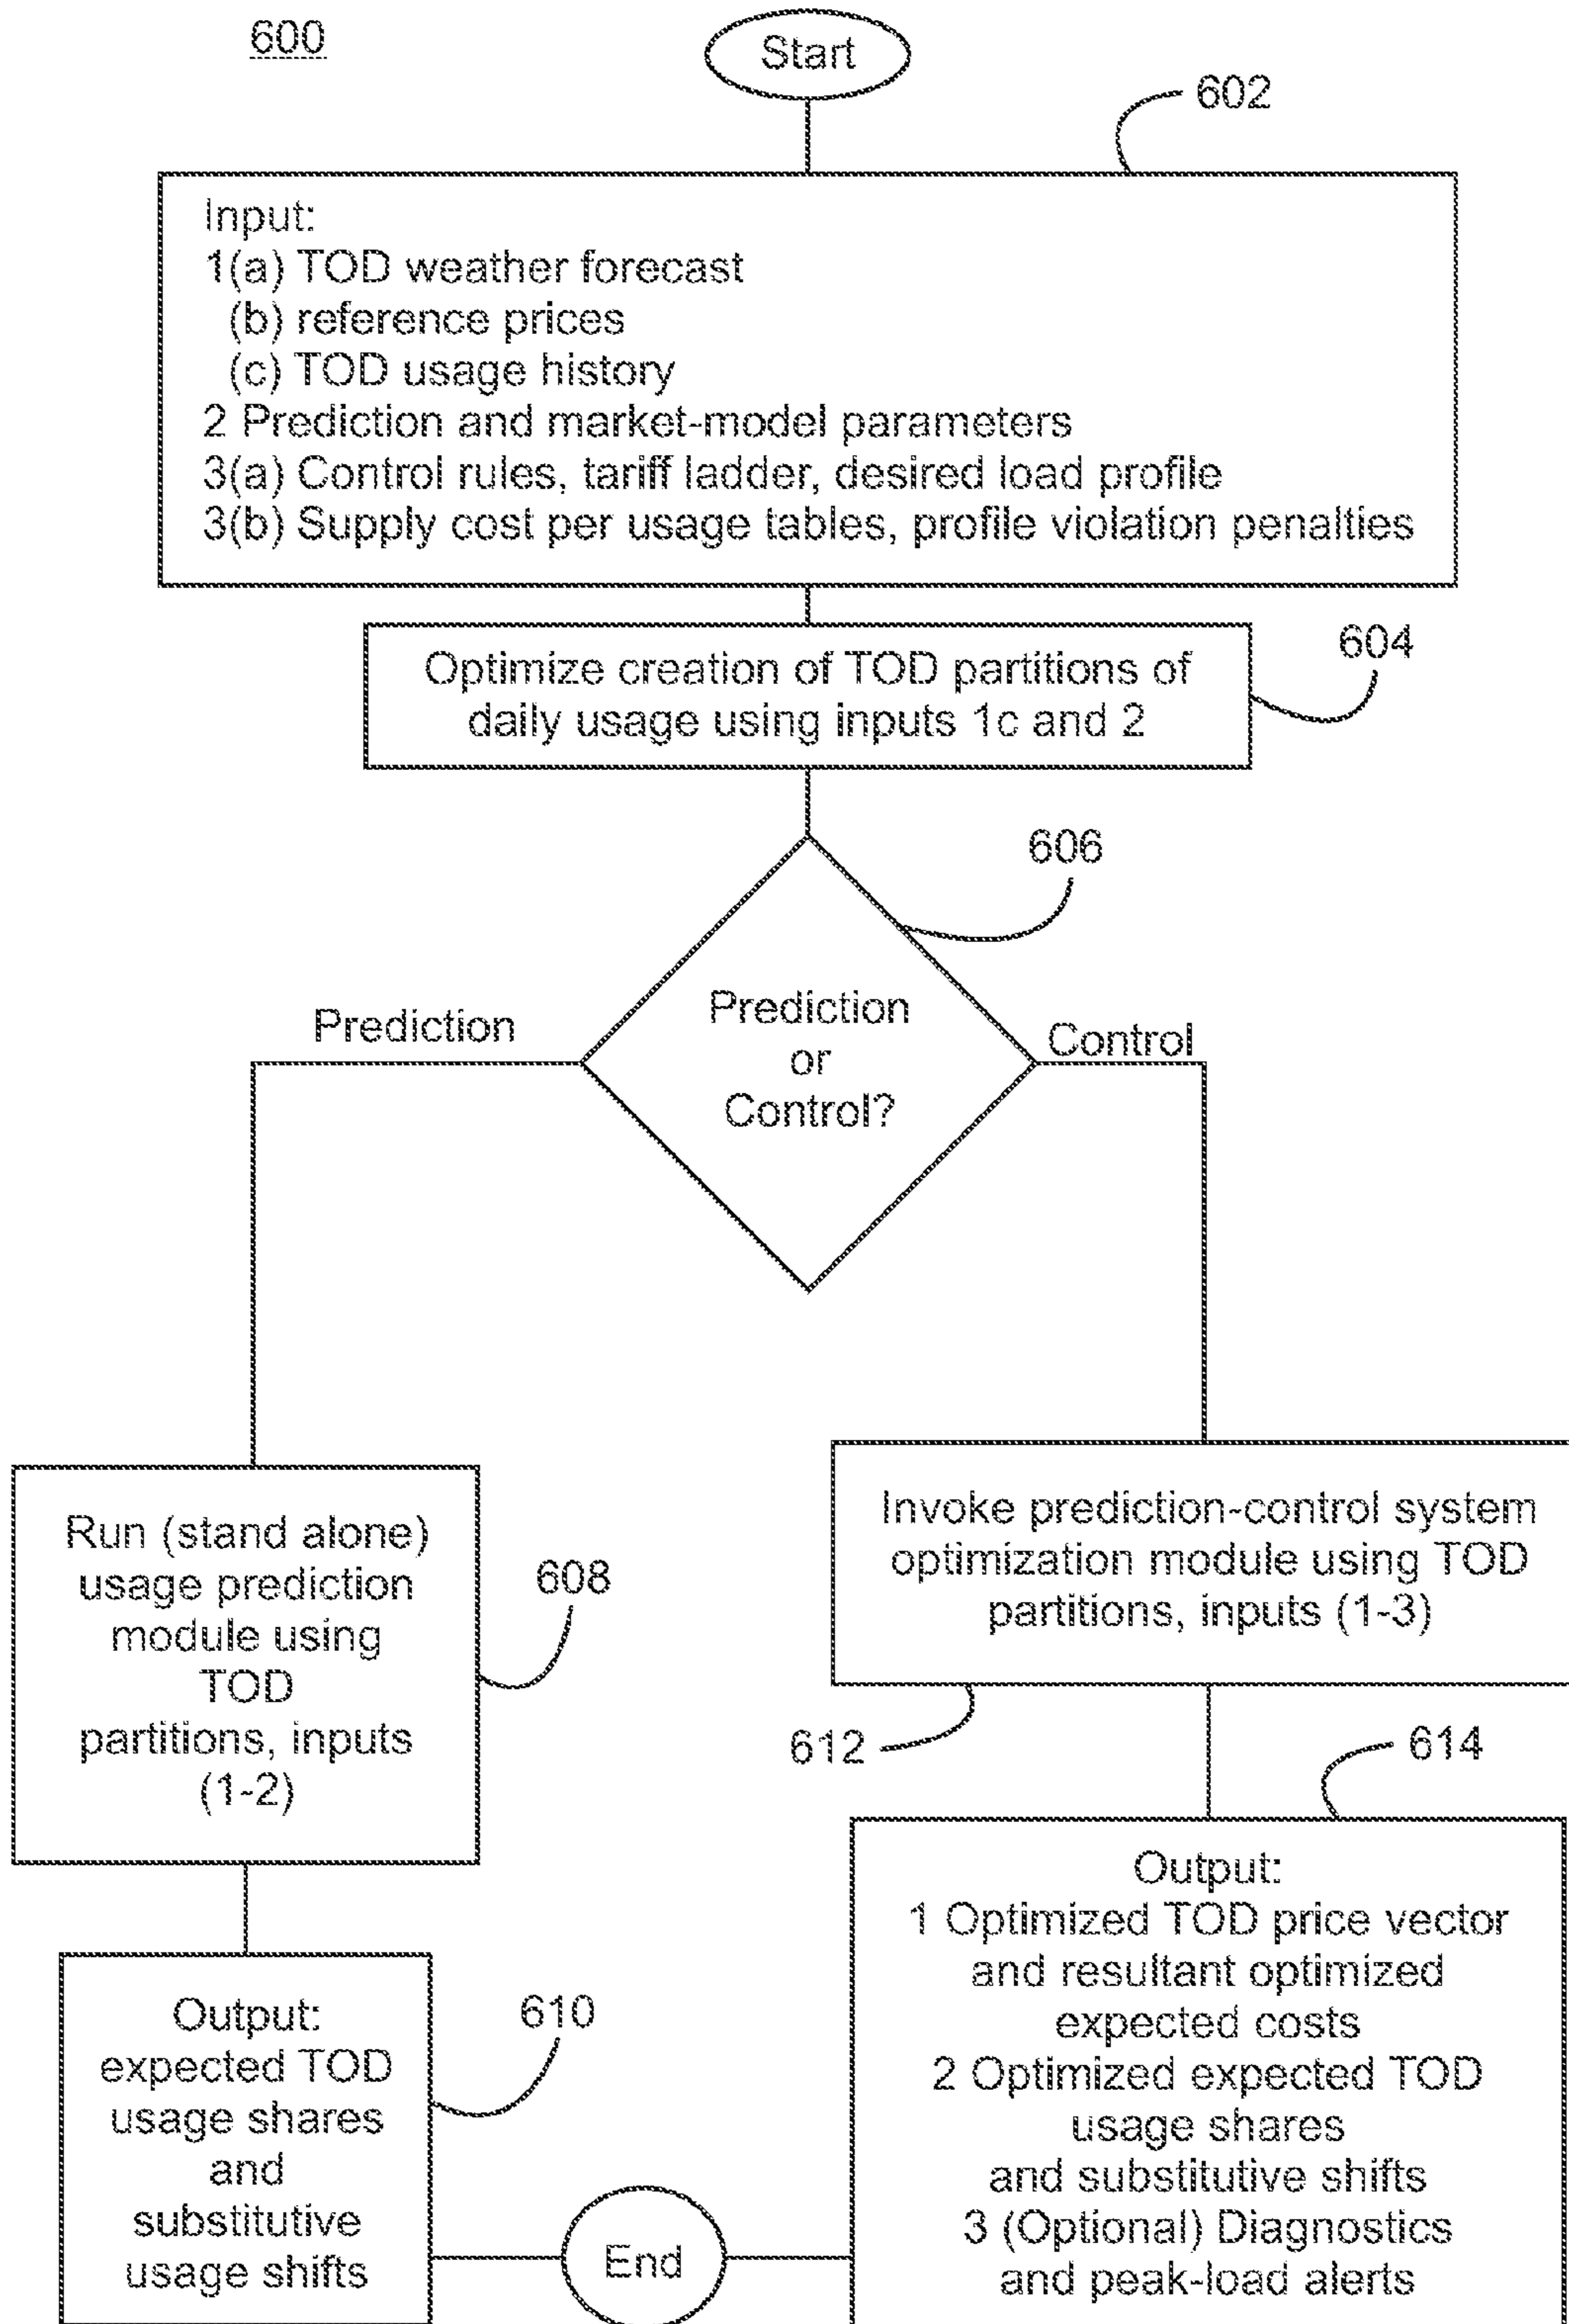 600
Start
602
Input:
1(a) TOD weather forecast
(b) reference prices
(c) TOD usage history
2 Prediction and market-model parameters
3(a) Control rules, tariff ladder, desired load profile
3(b) Supply cost per usage tables, profile violation penalties
604
Optimize creation of TOD partitions of
daily usage using inputs 1c and 2
606
Prediction
or
Control?
Prediction
Control
Run (stand alone)
usage prediction
module using
TOD
partitions, inputs
(1-2)
608
Invoke prediction-control system
optimization module using TOD
partitions, inputs (1-3)
612
614
Output:
expected TOD
usage shares
and
substitutive
usage shifts
610
End
Output:
1 Optimized TOD price vector
and resultant optimized
expected costs
2 Optimized expected TOD
usage shares
and substitutive shifts
3 (Optional) Diagnostics
and peak-load alerts